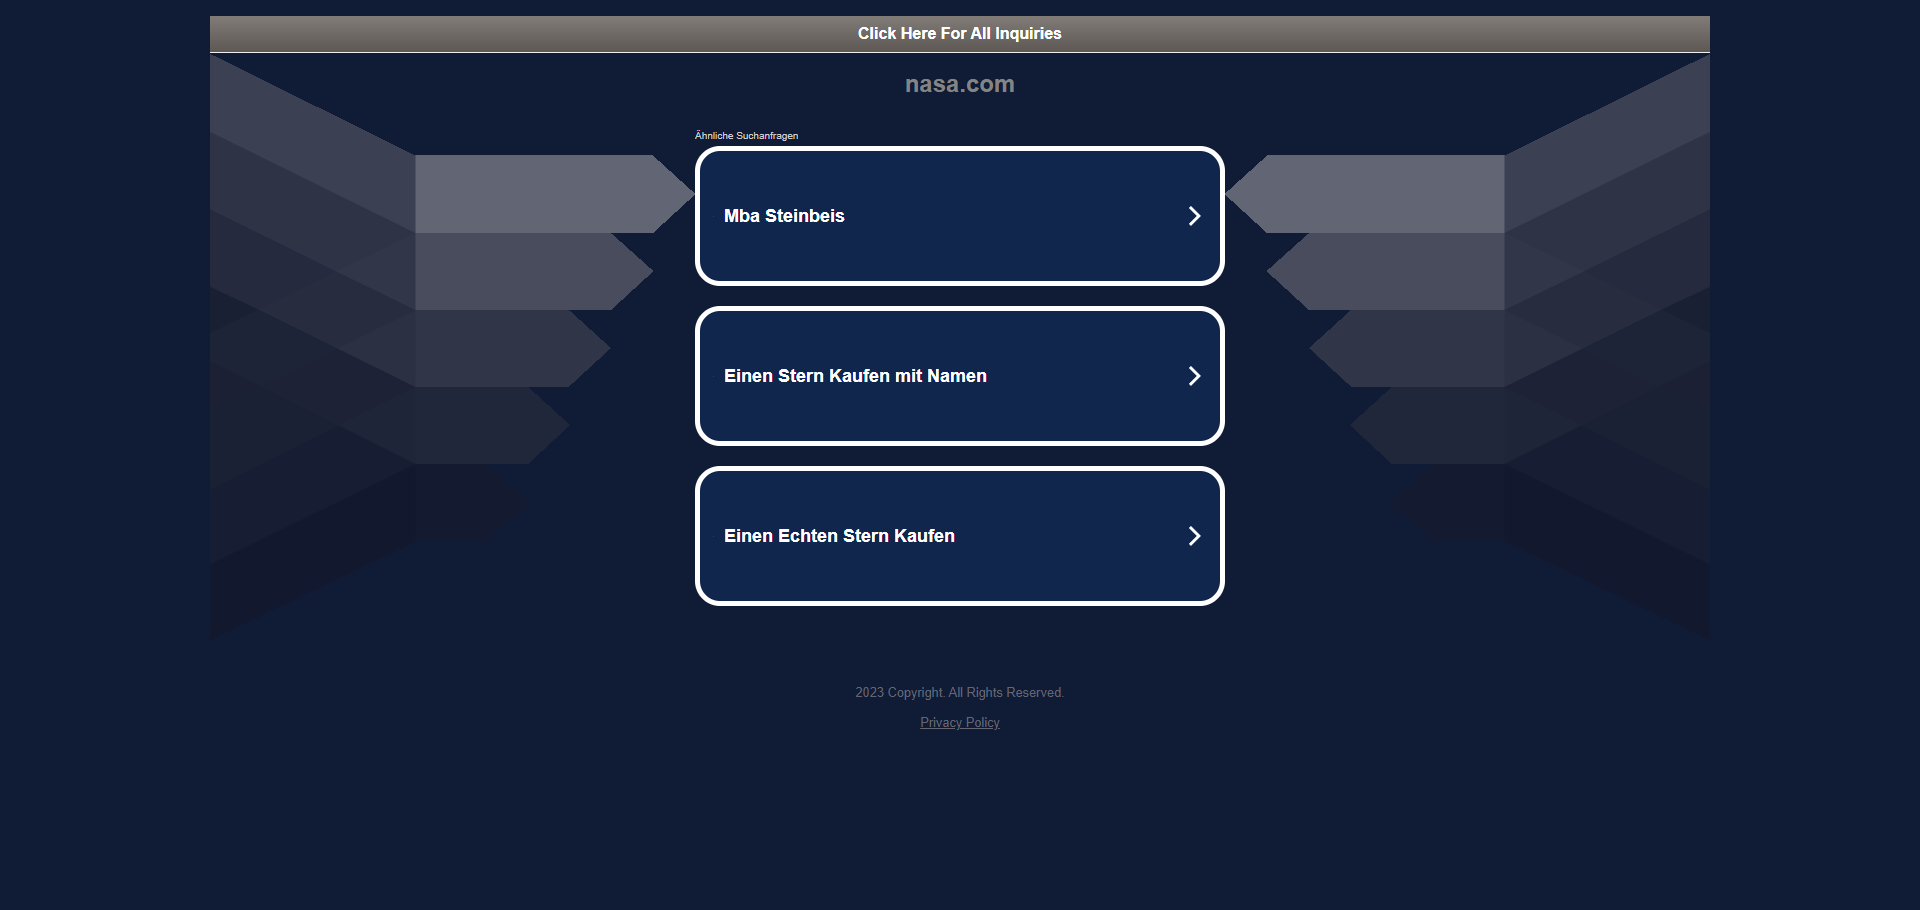 Click Here For All Inquiries
nasa.com
Ähnliche Suchanfragen
Mba Steinbeis
Einen Stern Kaufen mit Namen
Einen Echten Stern Kaufen
2023 Copyright. All Rights Reserved.
Privacy Policy